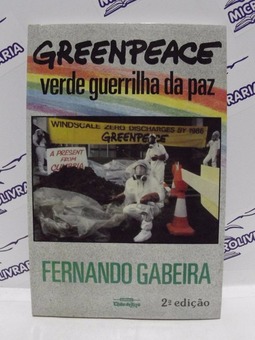 GREENPEACE
verde guerrilha da paz
WINDSCALE ZERO DISCHARGES BY 1986
GREENPEACE
A PRESENT
FROM
CUMBRIA
FERNANDO GABEIRA
2ª edição